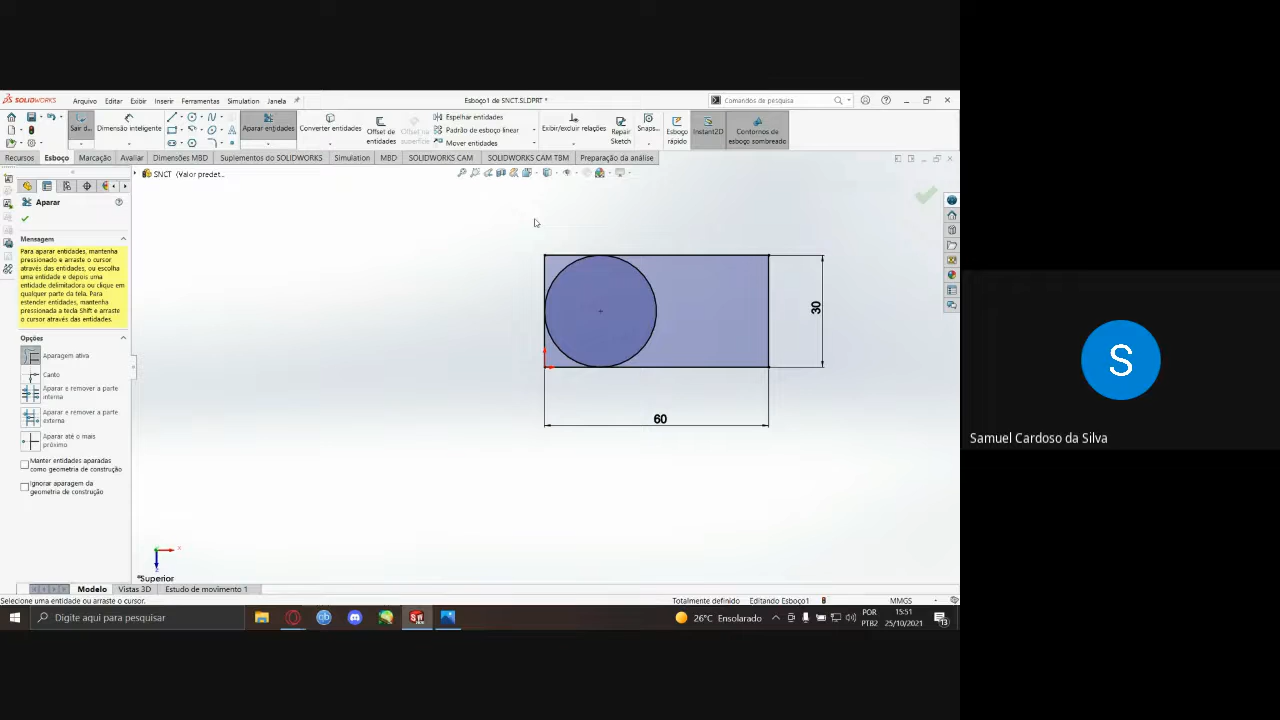 SOLIDWORKS
Arquivo Editar Exibir Inserir Ferramentas Simulation Janela
Esboço1 de SNCT.SLDPRT *
Comandos de pesquisa
Sair d...
Dimensão inteligente
Aparar entidades
Converter entidades
Offset de entidades
Offset na superfície
Espelhar entidades
Padrão de esboço linear
Mover entidades
Exibir/excluir relações
Repair Sketch
Snaps...
Esboço rápido
Instant2D
Contornos de esboço sombreado
Recursos Esboço Marcação Avaliar Dimensões MBD Suplementos do SOLIDWORKS Simulation MBD SOLIDWORKS CAM SOLIDWORKS CAM TBM Preparação da análise
SNCT (Valor predet...
Aparar
Mensagem
Para aparar entidades, mantenha
pressionado e arraste o cursor
através das entidades, ou escolha
uma entidade e depois uma
entidade delimitadora ou clique em
qualquer parte da tela. Para
estender entidades, mantenha
pressionada a tecla Shift e arraste
o cursor através das entidades.
Opções
Aparagem ativa
Canto
Aparar e remover a parte
interna
Aparar e remover a parte
externa
Aparar até o mais
próximo
Manter entidades aparadas
como geometria de construção
Ignorar aparagem da
geometria de construção
30
60
Samuel Cardoso da Silva
S
*Superior
Modelo Vistas 3D Estudo de movimento 1
Selecione uma entidade ou arraste o cursor.
Totalmente definido Editando Esboço1
MMGS
Digite aqui para pesquisar
26°C Ensolarado
POR
PTB2
15:51
25/10/2021